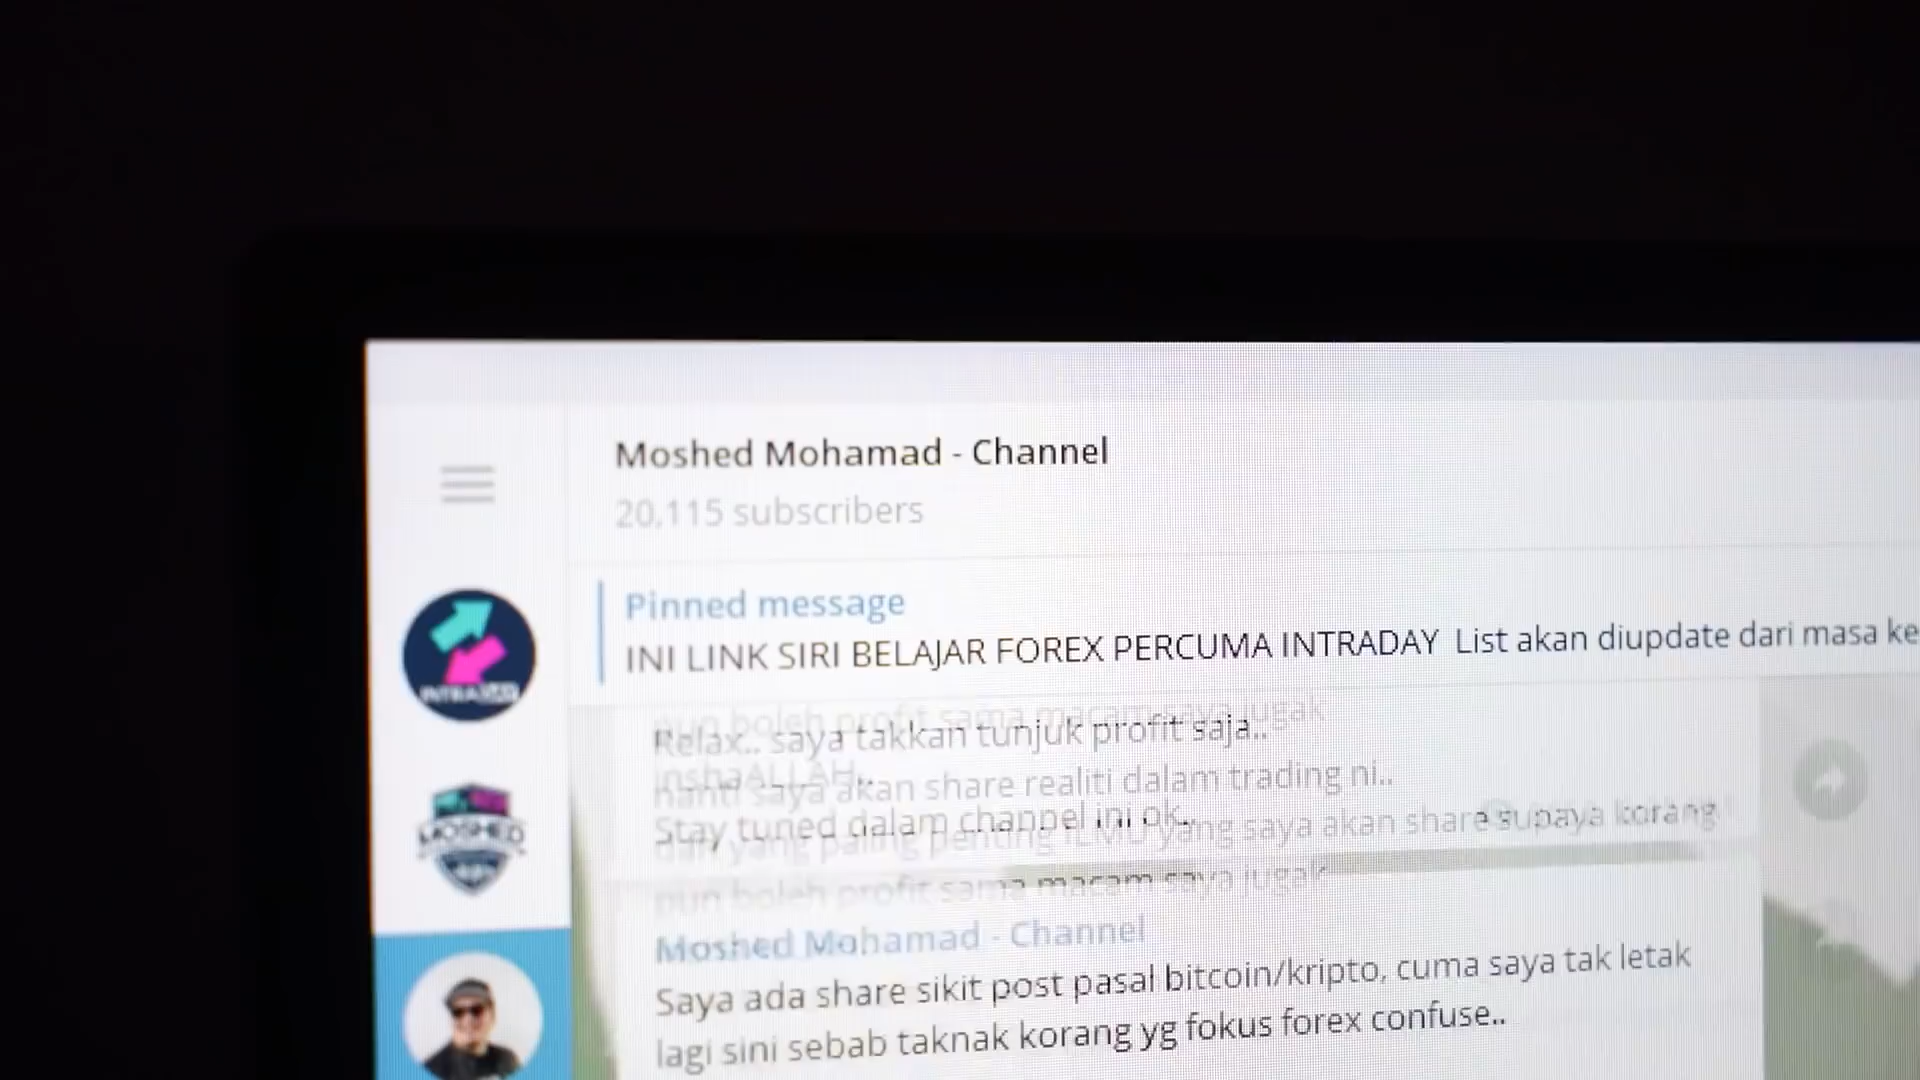 Moshed Mohamad - Channel
20,115 subscribers
Pinned message
INI LINK SIRI BELAJAR FOREX PERCUMA INTRADAY List akan diupdate dari masa ke
pun boleh profit sama macam saya jugak
Relax.. saya takkan tunjuk profit saja..
inshaALLAH..
nanti saya akan share realiti dalam trading ni..
Stay tuned dalam channel ini ok..
dan yang paling penting ILMU yang saya akan share supaya korang
pun boleh profit sama macam saya jugak
MOSHED
Moshed Mohamad - Channel
Saya ada share sikit post pasal bitcoin/kripto, cuma saya tak letak
lagi sini sebab taknak korang yg fokus forex confuse..